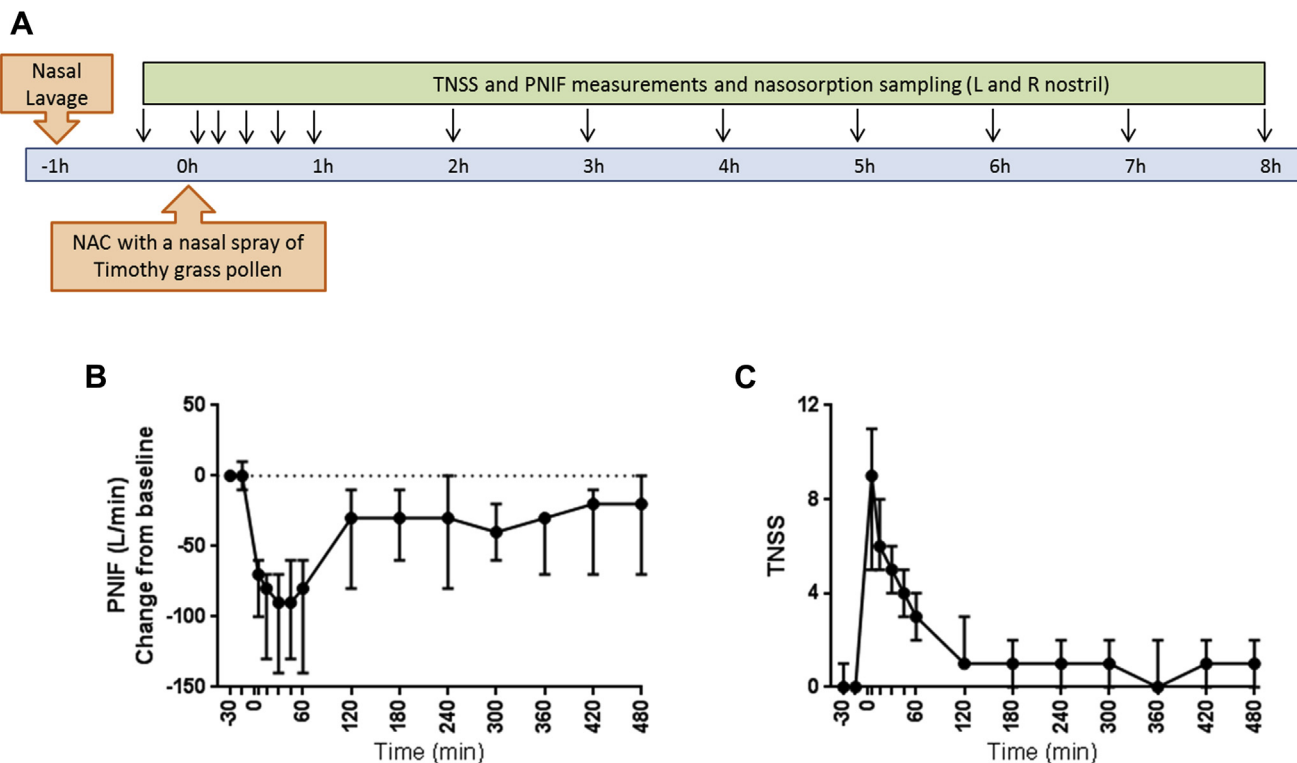 A
Nasal
Lavage
TNSS and PNIF measurements and nasosorption sampling (L and R nostril)
-1h 0h 1h 2h 3h 4h 5h 6h 7h 8h
NAC with a nasal spray of
Timothy grass pollen
B
PNIF (L/min)
Change from baseline
50
0
-50
-100
-150
-30 0 60 120 180 240 300 360 420 480
Time (min)
C
TNSS
12
8
4
0
-30 0 60 120 180 240 300 360 420 480
Time (min)